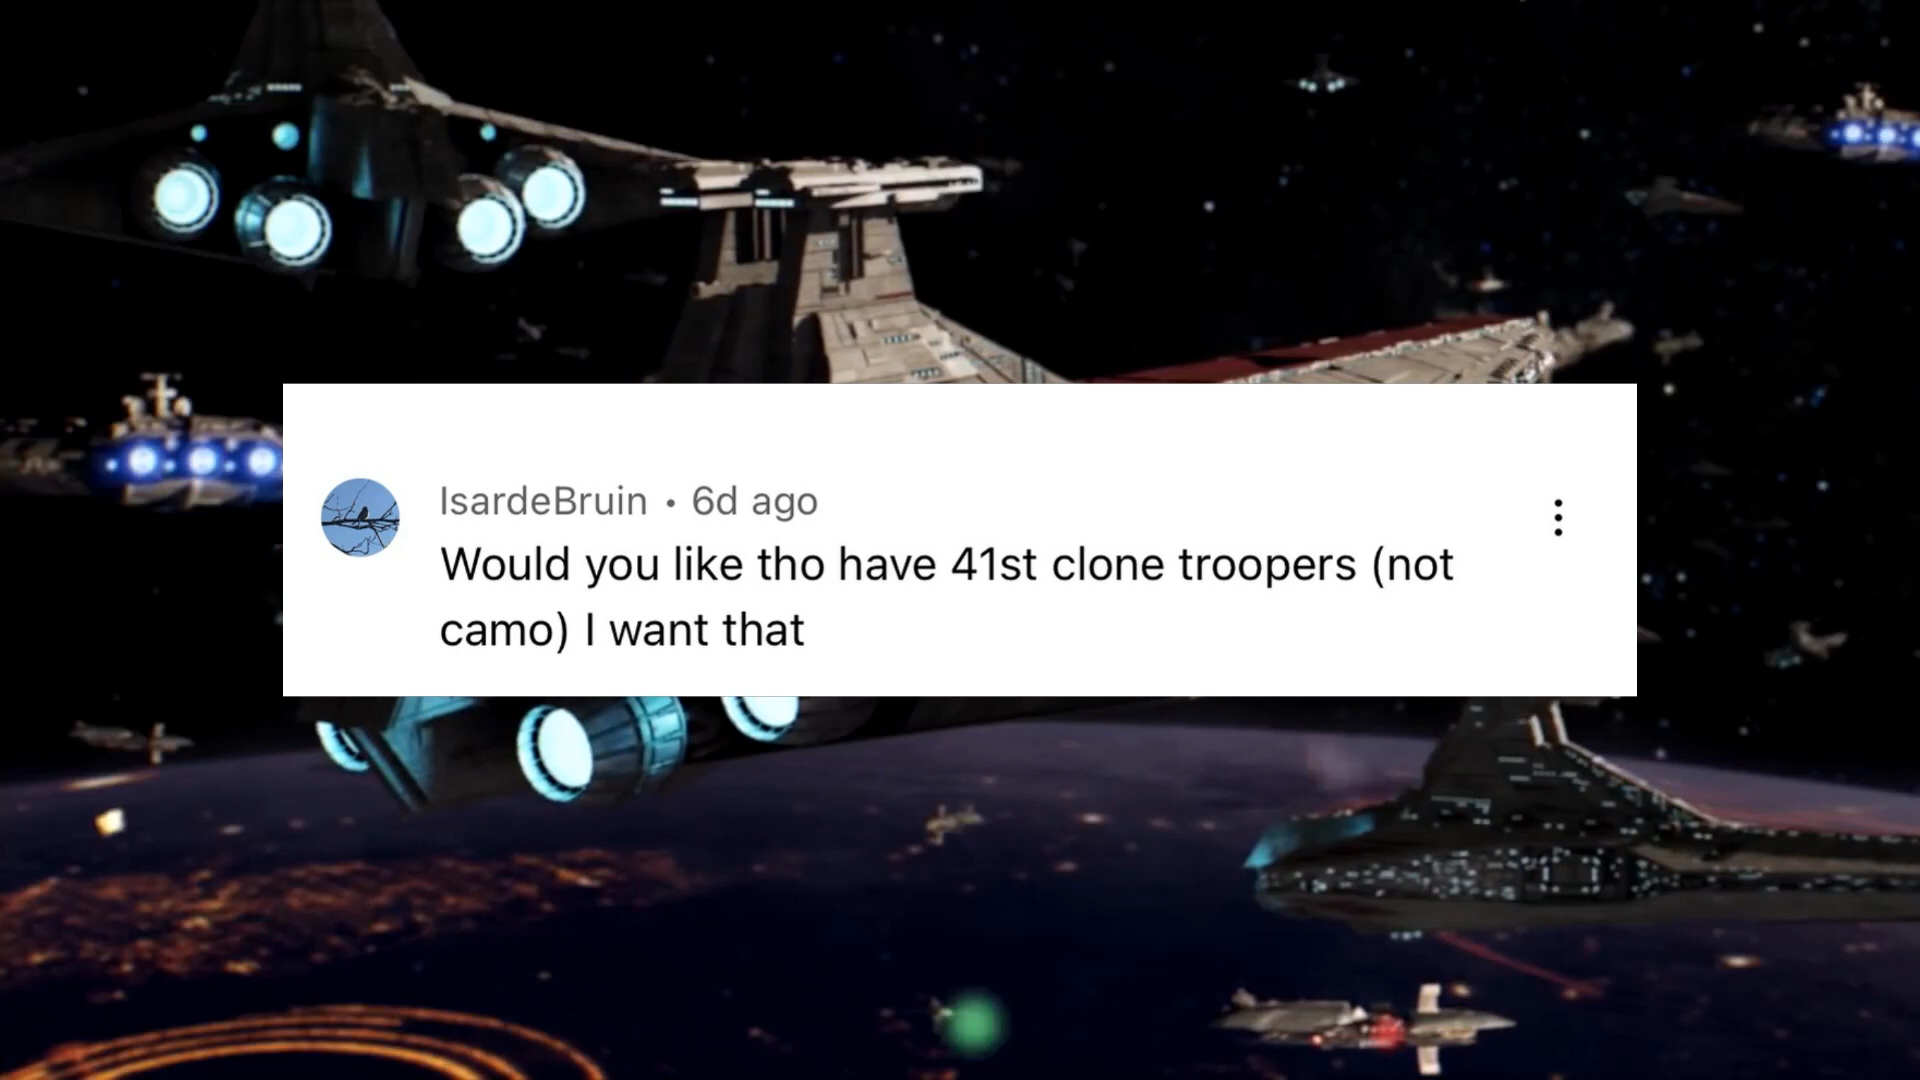 IsardeBruin • 6d ago
Would you like tho have 41st clone troopers (not
camo) I want that